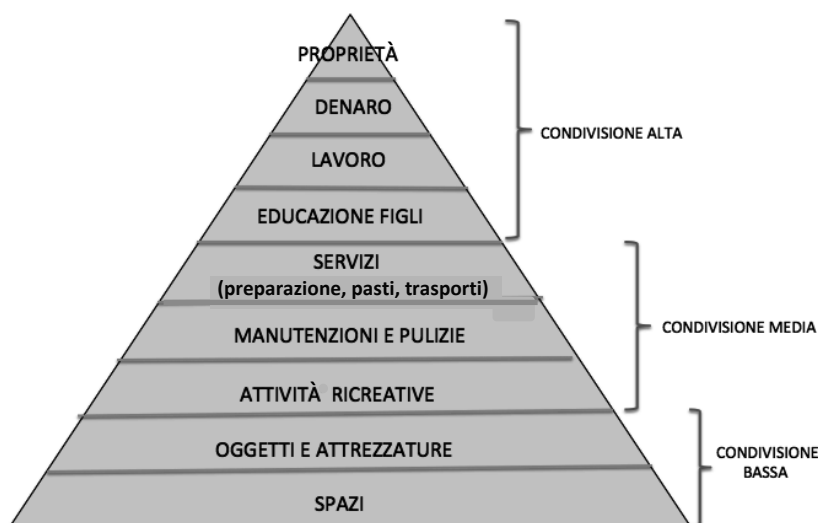 PROPRIETÀ
DENARO
CONDIVISIONE ALTA
LAVORO
EDUCAZIONE FIGLI
SERVIZI
(preparazione, pasti, trasporti)
CONDIVISIONE MEDIA
MANUTENZIONI E PULIZIE
ATTIVITÀ RICREATIVE
OGGETTI E ATTREZZATURE
CONDIVISIONE
BASSA
SPAZI